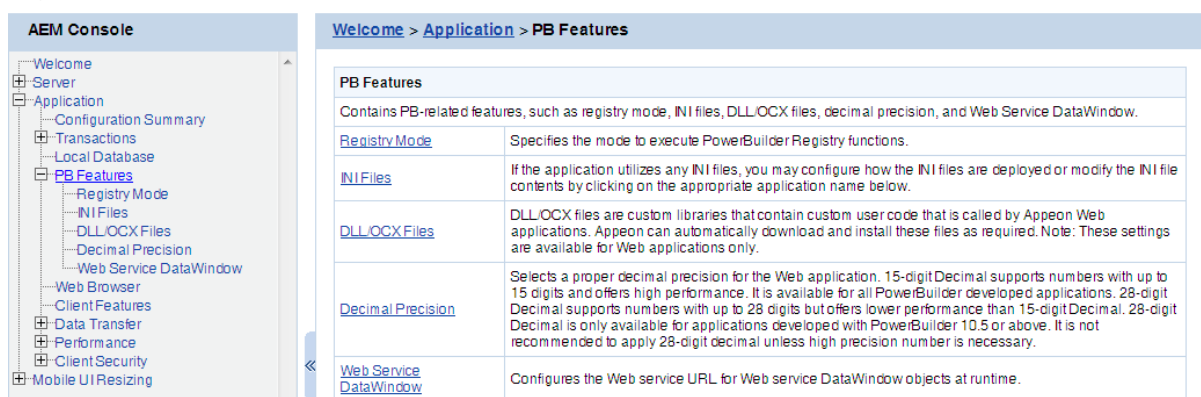 AEM Console
Welcome
Server
Application
Configuration Summary
Transactions
Local Database
PB Features
Registry Mode
INI Files
DLL/OCX Files
Decimal Precision
Web Service DataWindow
Web Browser
Client Features
Data Transfer
Performance
Client Security
Mobile UI Resizing
«
Welcome > Application > PB Features
PB Features
Contains PB-related features, such as registry mode, INI files, DLL/OCX files, decimal precision, and Web Service DataWindow.
Registry Mode
Specifies the mode to execute PowerBuilder Registry functions.
INI Files
If the application utilizes any INI files, you may configure how the INI files are deployed or modify the INI file
contents by clicking on the appropriate application name below.
DLL/OCX Files
DLL/OCX files are custom libraries that contain custom user code that is called by Appeon Web
applications. Appeon can automatically download and install these files as required. Note: These settings
are available for Web applications only.
Decimal Precision
Selects a proper decimal precision for the Web application. 15-digit Decimal supports numbers with up to
15 digits and offers high performance. It is available for all PowerBuilder developed applications. 28-digit
Decimal supports numbers with up to 28 digits but offers lower performance than 15-digit Decimal. 28-digit
Decimal is only available for applications developed with PowerBuilder 10.5 or above. It is not
recommended to apply 28-digit decimal unless high precision number is necessary.
Web Service
DataWindow
Configures the Web service URL for Web service DataWindow objects at runtime.